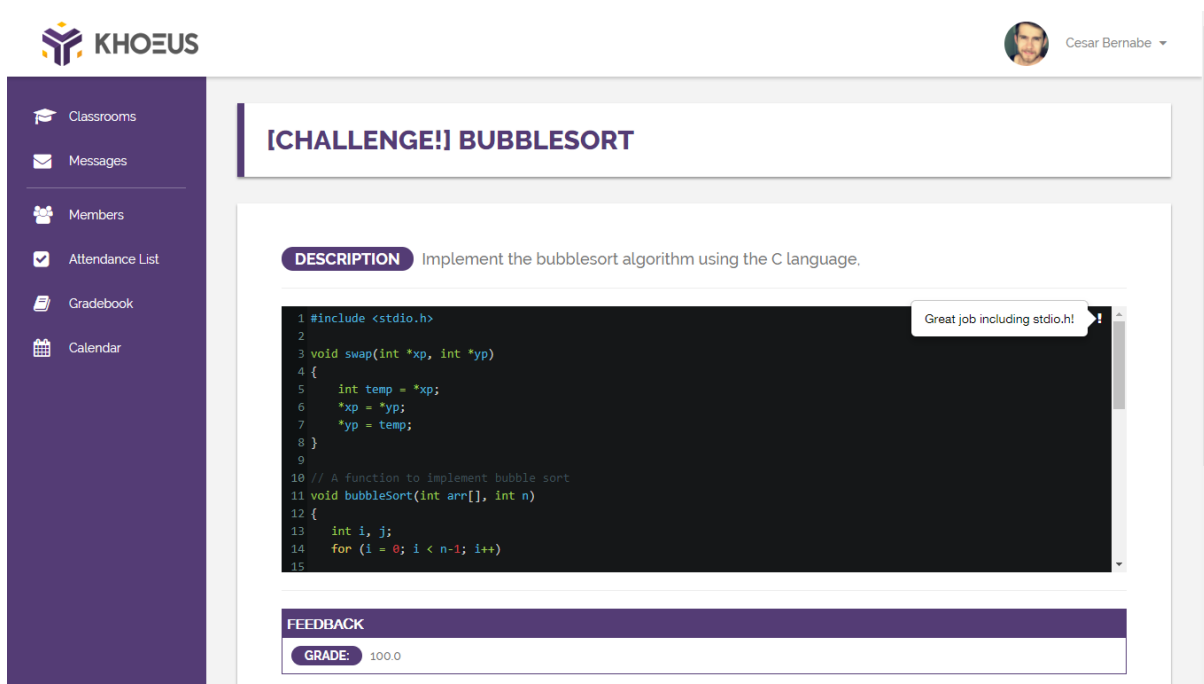 KHOEUS
Cesar Bernabe
Classrooms
Messages
Members
Attendance List
Gradebook
Calendar
[CHALLENGE!] BUBBLESORT
DESCRIPTION Implement the bubblesort algorithm using the C language.
Great job including stdio.h! !
1 #include <stdio.h>
2
3 void swap(int *xp, int *yp)
4 {
5     int temp = *xp;
6     *xp = *yp;
7     *yp = temp;
8 }
9
10 // A function to implement bubble sort
11 void bubbleSort(int arr[], int n)
12 {
13    int i, j;
14    for (i = 0; i < n-1; i++)
15
FEEDBACK
GRADE: 100.0